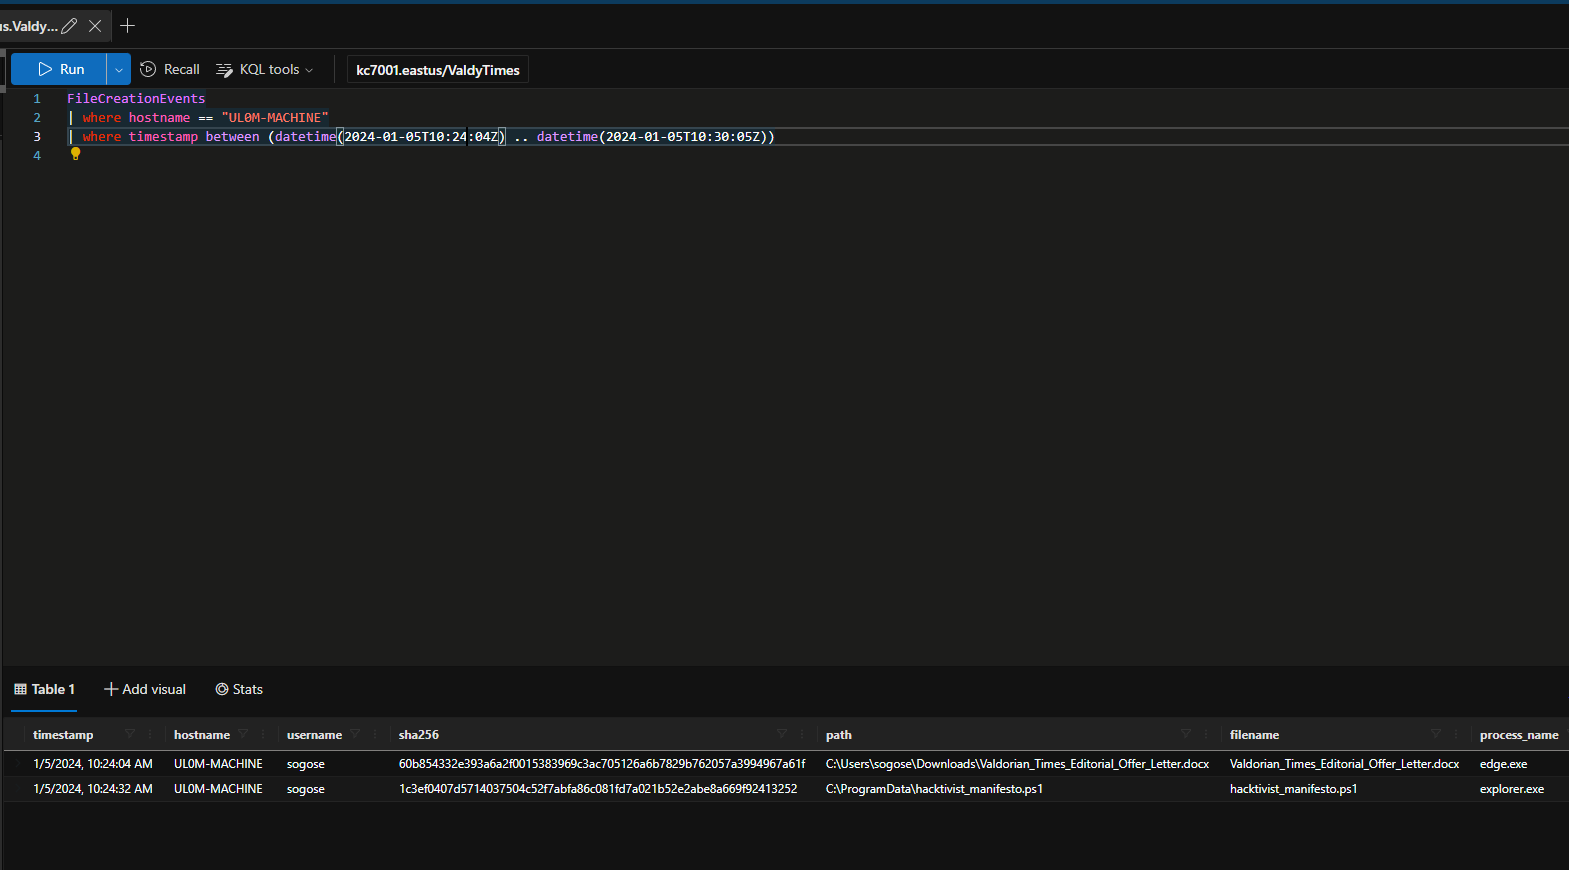 us.Valdy...
Run Recall KQL tools kc7001.eastus/ValdyTimes
1 FileCreationEvents
2 | where hostname == "UL0M-MACHINE"
3 | where timestamp between (datetime(2024-01-05T10:24:04Z) .. datetime(2024-01-05T10:30:05Z))
4
Table 1 Add visual Stats
timestamp hostname username sha256 path filename process_name
1/5/2024, 10:24:04 AM UL0M-MACHINE sogose 60b854332e393a6a2f0015383969c3ac705126a6b7829b762057a3994967a61f C:\Users\sogose\Downloads\Valdorian_Times_Editorial_Offer_Letter.docx Valdorian_Times_Editorial_Offer_Letter.docx edge.exe
1/5/2024, 10:24:32 AM UL0M-MACHINE sogose 1c3ef0407d5714037504c52f7abfa86c081fd7a021b52e2abe8a669f92413252 C:\ProgramData\hacktivist_manifesto.ps1 hacktivist_manifesto.ps1 explorer.exe